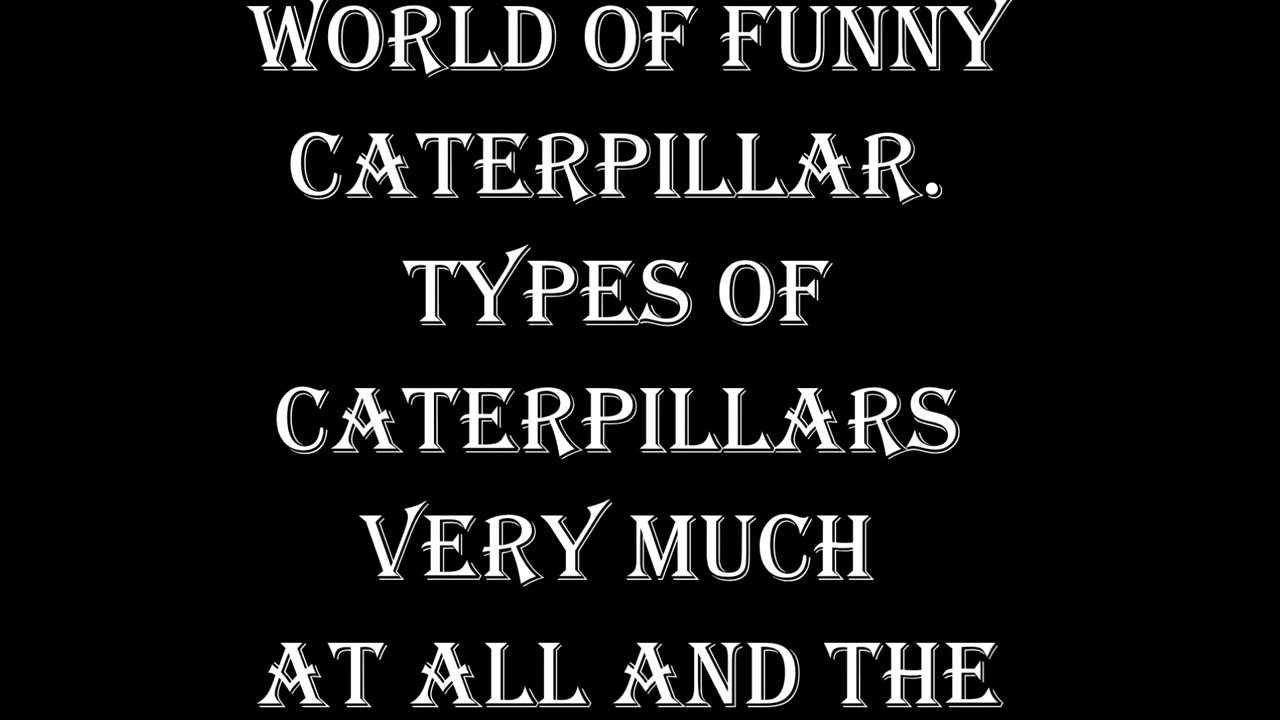 WORLD OF FUNNY
CATERPILLAR.
TYPES OF
CATERPILLARS
VERY MUCH
AT ALL AND THE